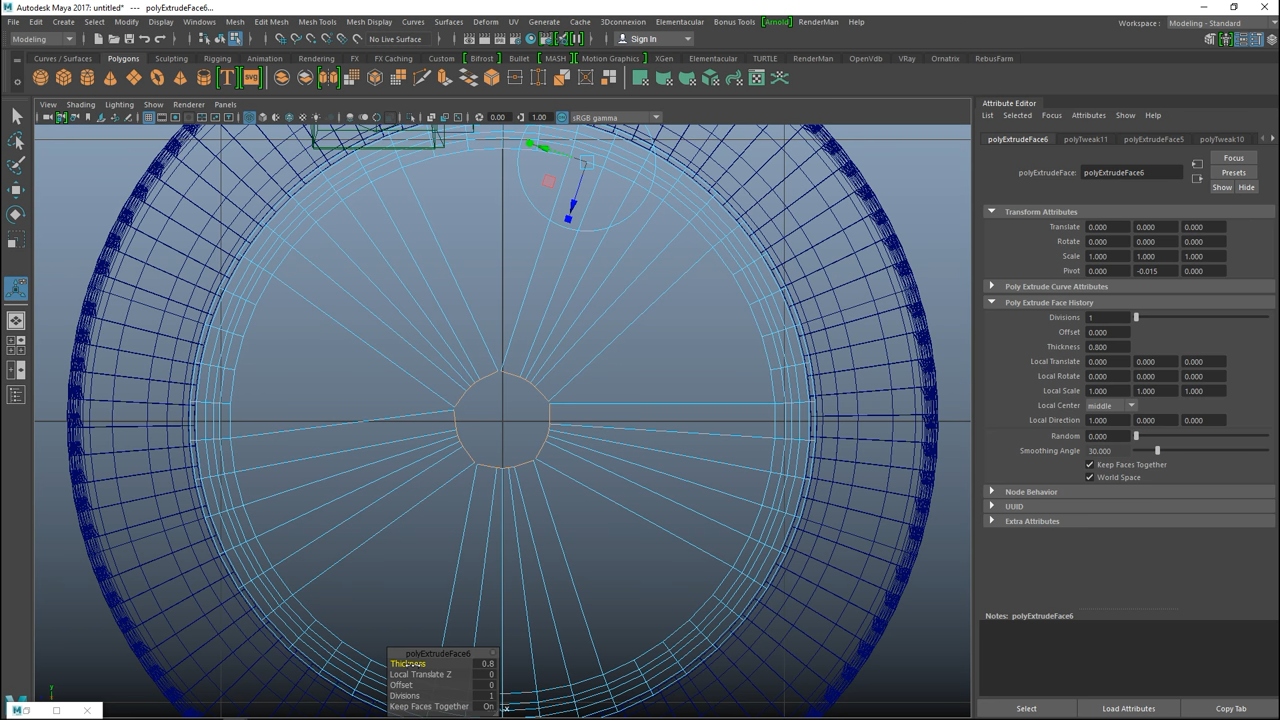 Autodesk Maya 2017: untitled* --- polyExtrudeFace6...
File Edit Create Select Modify Display Windows Mesh Edit Mesh Mesh Tools Mesh Display Curves Surfaces Deform UV Generate Cache 3Dconnexion Elementacular Bonus Tools Arnold RenderMan Help
Workspace : Modeling - Standard*
Modeling No Live Surface Sign In
Curves / Surfaces Polygons Sculpting Rigging Animation Rendering FX FX Caching Custom Bifrost Bullet MASH Motion Graphics XGen Elementacular TURTLE RenderMan OpenVdb VRay Ornatrix RebusFarm
T svg
View Shading Lighting Show Renderer Panels
0.00 1.00 sRGB gamma
Attribute Editor
List Selected Focus Attributes Show Help
polyExtrudeFace6 polyTweak11 polyExtrudeFace5 polyTweak10
polyExtrudeFace: polyExtrudeFace6
Focus
Presets
Show Hide
Transform Attributes
Translate 0.000 0.000 0.000
Rotate 0.000 0.000 0.000
Scale 1.000 1.000 1.000
Pivot 0.000 -0.015 0.000
Poly Extrude Curve Attributes
Poly Extrude Face History
Divisions 1
Offset 0.000
Thickness 0.800
Local Translate 0.000 0.000 0.000
Local Rotate 0.000 0.000 0.000
Local Scale 1.000 1.000 1.000
Local Center middle
Local Direction 1.000 0.000 0.000
Random 0.000
Smoothing Angle 30.000
Keep Faces Together
World Space
Node Behavior
UUID
Extra Attributes
Notes: polyExtrudeFace6
Select Load Attributes Copy Tab
polyExtrudeFace6
Thickness 0.8
Local Translate Z 0
Offset 0
Divisions 1
Keep Faces Together On
y
x